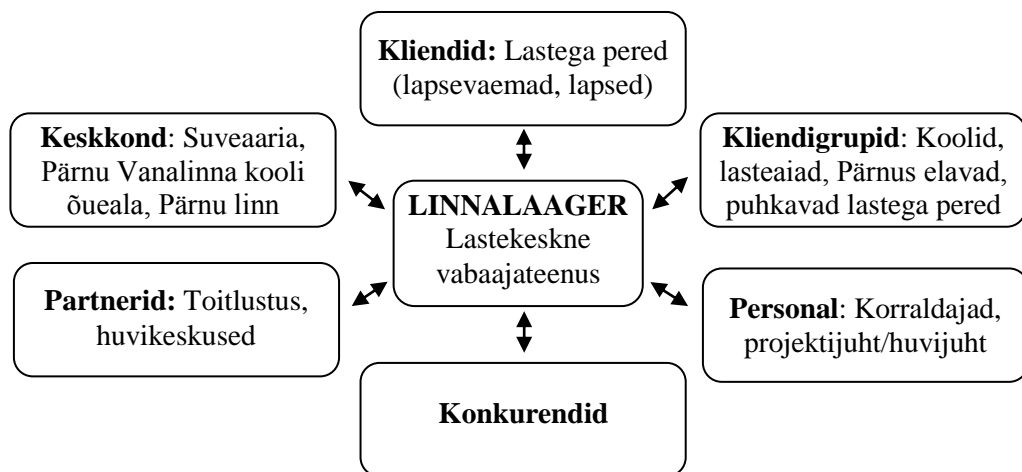 Kliendid: Lastega pered
(lapsevaemad, lapsed)
Keskkond: Suveaaria,
Pärnu Vanalinna kooli
õueala, Pärnu linn
Kliendigrupid: Koolid,
lasteaiad, Pärnus elavad,
puhkavad lastega pered
LINNALAAGER
Lastekeskne
vabaajateenus
Partnerid: Toitlustus,
huvikeskused
Personal: Korraldajad,
projektijuht/huvijuht
Konkurendid